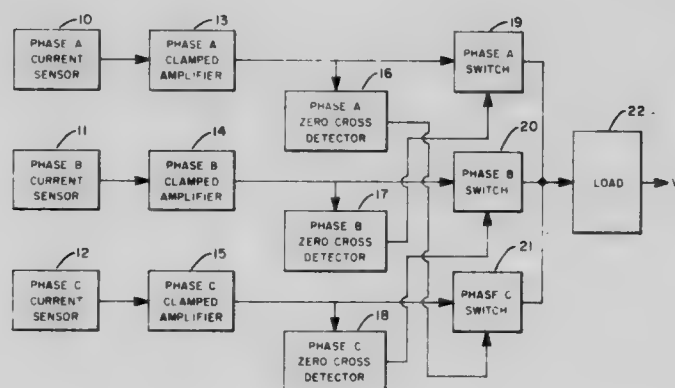 10
PHASE A
CURRENT
SENSOR
13
PHASE A
CLAMPED
AMPLIFIER
16
PHASE A
ZERO CROSS
DETECTOR
19
PHASE A
SWITCH
11
PHASE B
CURRENT
SENSOR
14
PHASE B
CLAMPED
AMPLIFIER
17
PHASE B
ZERO CROSS
DETECTOR
20
PHASE B
SWITCH
22
LOAD
V
12
PHASE C
CURRENT
SENSOR
15
PHASE C
CLAMPED
AMPLIFIER
18
PHASE C
ZERO CROSS
DETECTOR
21
PHASE C
SWITCH